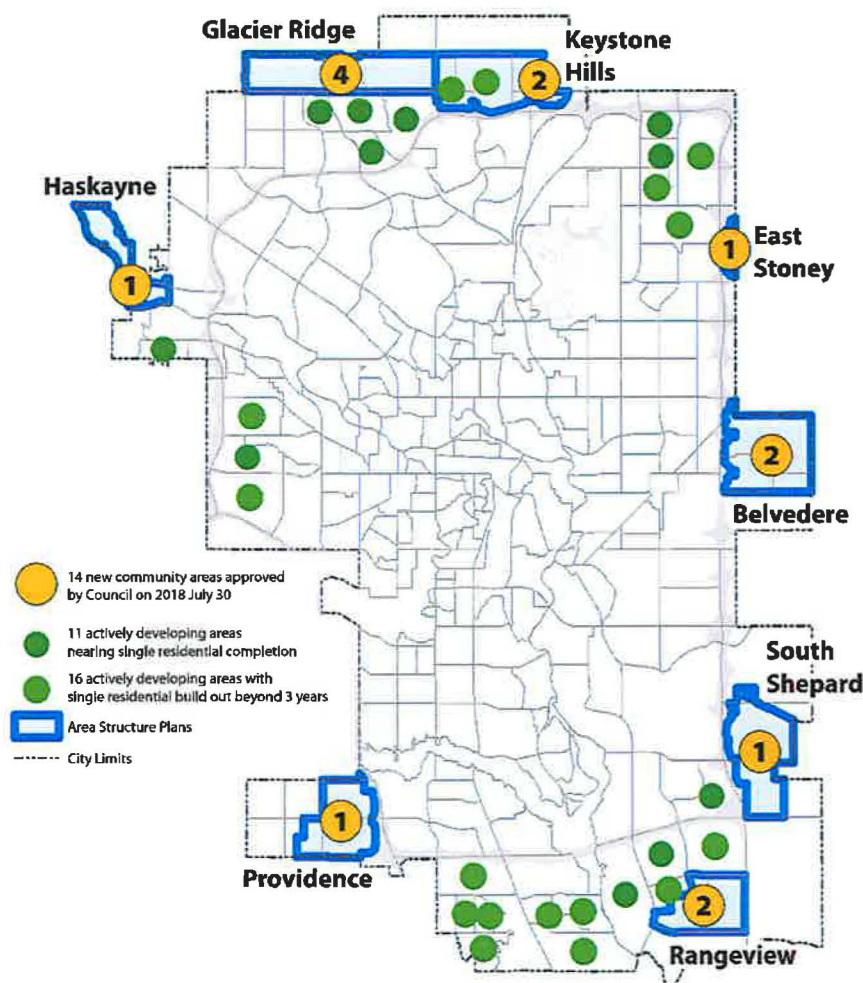 Glacier Ridge
4
Keystone
Hills
2
Haskayne
1
East
Stoney
1
2
Belvedere
14 new community areas approved
by Council on 2018 July 30
11 actively developing areas
nearing single residential completion
16 actively developing areas with
single residential build out beyond 3 years
Area Structure Plans
City Limits
South
Shepard
1
1
Providence
2
Rangeview